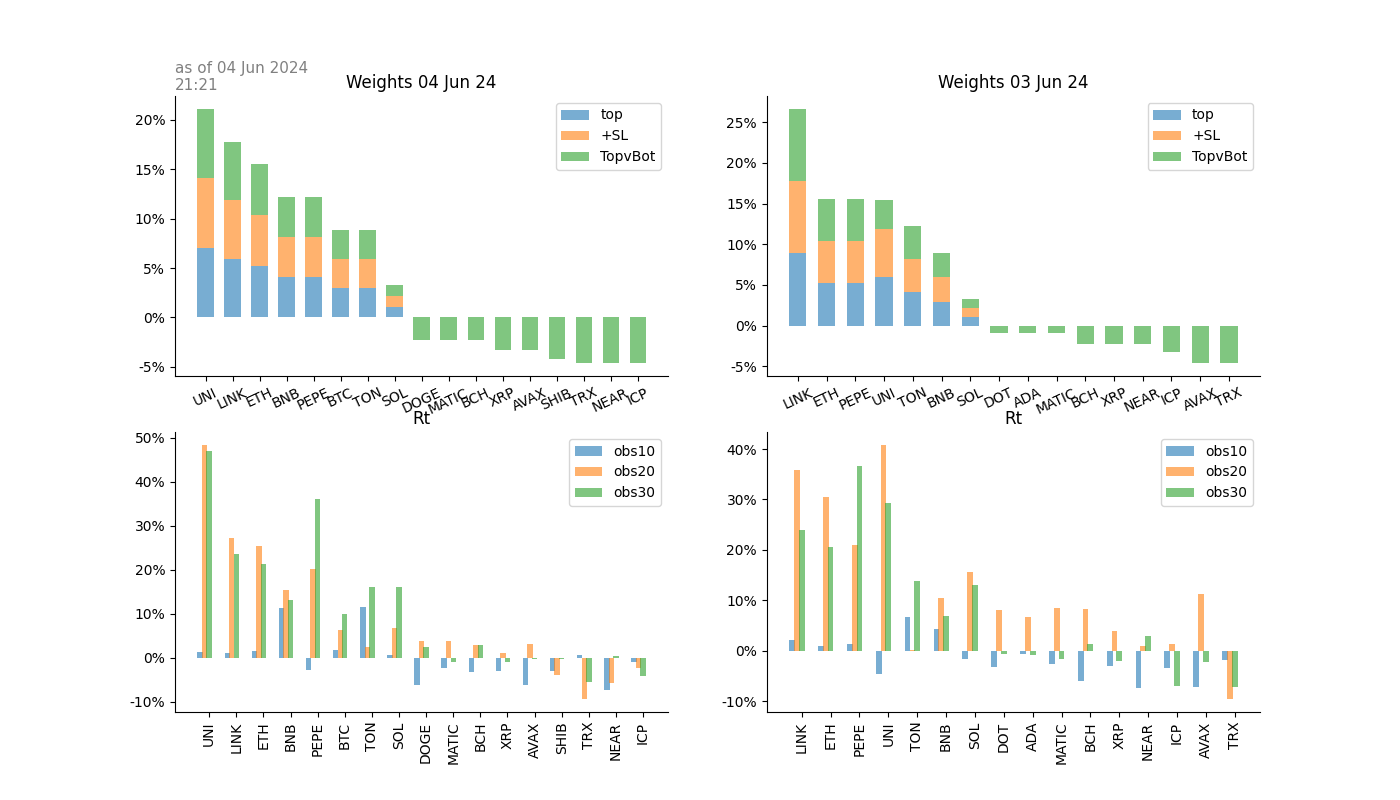 as of 04 Jun 2024
21:21
Weights 04 Jun 24
20%
15%
10%
5%
0%
-5%
top
+SL
TopvBot
UNI LINK ETH BNB PEPE BTC TON SOL DOGE MATIC BCH XRP AVAX SHIB TRX NEAR ICP
Weights 03 Jun 24
25%
20%
15%
10%
5%
0%
-5%
top
+SL
TopvBot
LINK ETH PEPE UNI TON BNB SOL DOT ADA MATIC BCH XRP NEAR ICP AVAX TRX
Rt
50%
40%
30%
20%
10%
0%
-10%
obs10
obs20
obs30
UNI LINK ETH BNB PEPE BTC TON SOL DOGE MATIC BCH XRP AVAX SHIB TRX NEAR ICP
Rt
40%
30%
20%
10%
0%
-10%
obs10
obs20
obs30
LINK ETH PEPE UNI TON BNB SOL DOT ADA MATIC BCH XRP NEAR ICP AVAX TRX